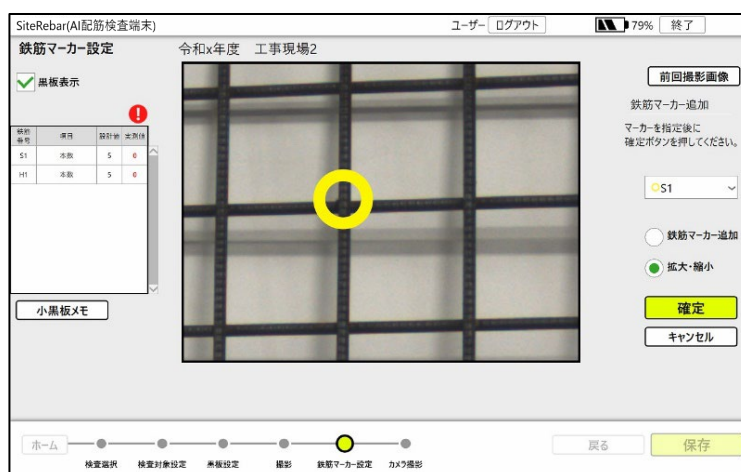 SiteRebar(AI配筋検査端末)
ユーザー ログアウト
79% 終了
鉄筋マーカー設定
令和x年度 工事現場2
黒板表示
前回撮影画像
鉄筋マーカー追加
マーカーを指定後に
確定ボタンを押してください。
鉄筋番号 項目 設計値 実測値
S1 本数 5 0
H1 本数 5 0
S1
鉄筋マーカー追加
拡大・縮小
小黒板メモ
確定
キャンセル
ホーム
戻る
保存
検査選択 検査対象設定 黒板設定 撮影 鉄筋マーカー設定 カメラ撮影